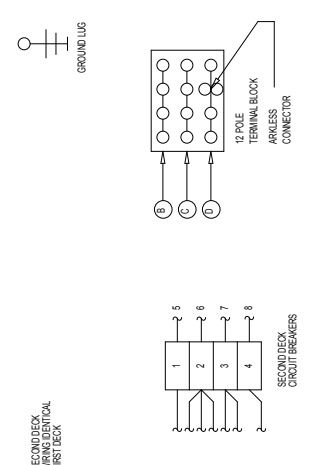 GROUND LUG
12 POLE
TERMINAL BLOCK
ARKLESS
CONNECTOR
B
C
D
ECOND DECK
VIRING IDENTICAL
IRST DECK
1
2
3
4
5
6
7
8
SECOND DECK
CIRCUIT BREAKERS